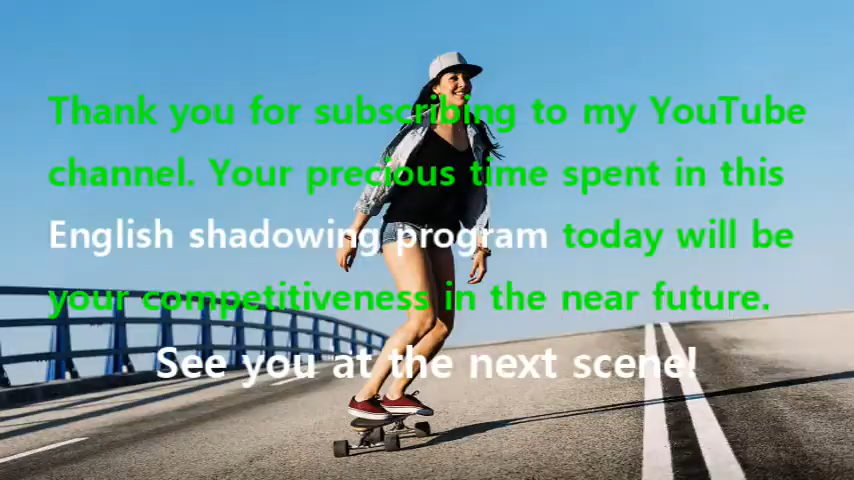 Thank you for subscribing to my YouTube
channel. Your precious time spent in this
English shadowing program today will be
your competitiveness in the near future.
See you at the next scene!